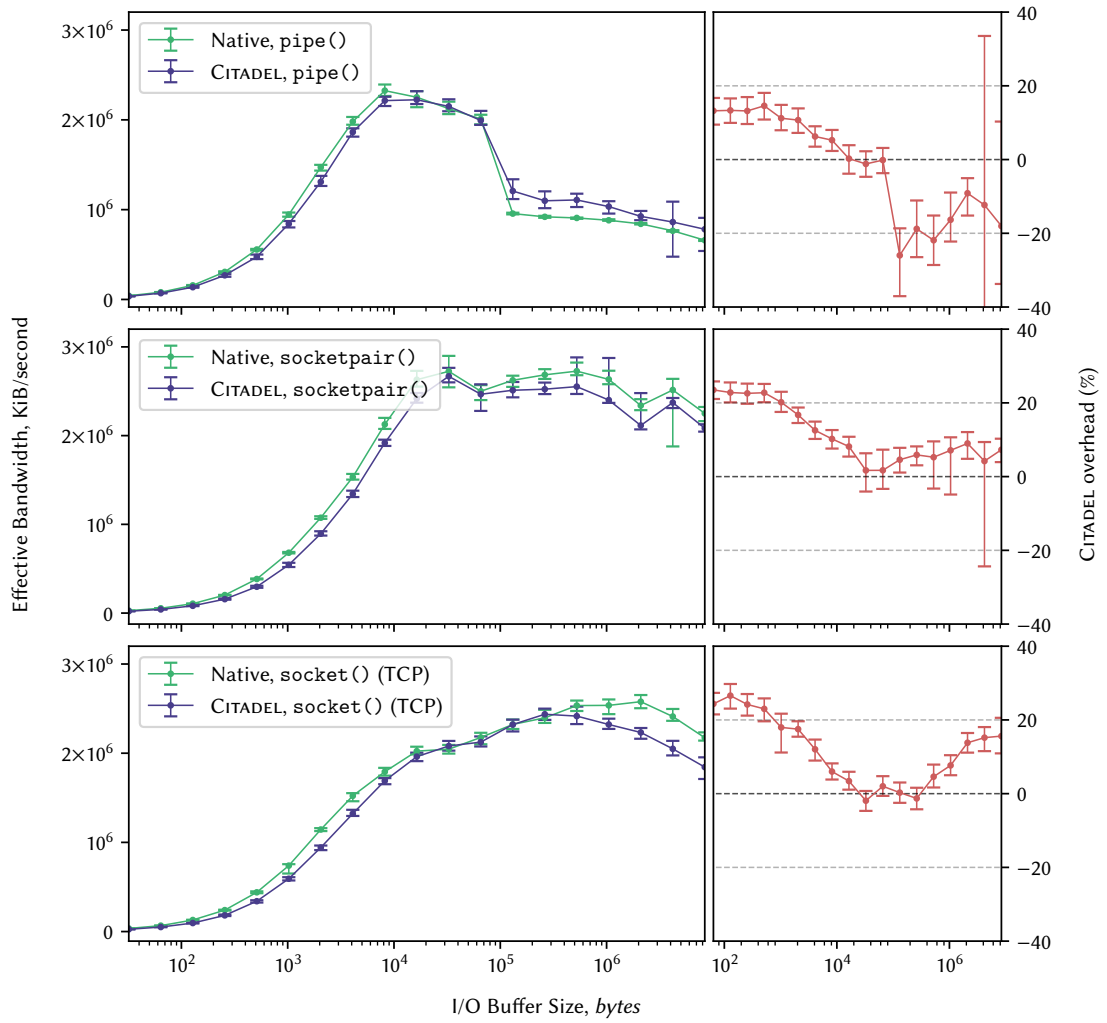 3×10⁶
2×10⁶
10⁶
0
Native, pipe()
CITADEL, pipe()
40
20
0
−20
−40
3×10⁶
2×10⁶
10⁶
0
Native, socketpair()
CITADEL, socketpair()
40
20
0
−20
−40
3×10⁶
2×10⁶
10⁶
0
Native, socket() (TCP)
CITADEL, socket() (TCP)
40
20
0
−20
−40
10² 10³ 10⁴ 10⁵ 10⁶
10² 10⁴ 10⁶
Effective Bandwidth, KiB/second
CITADEL overhead (%)
I/O Buffer Size, bytes